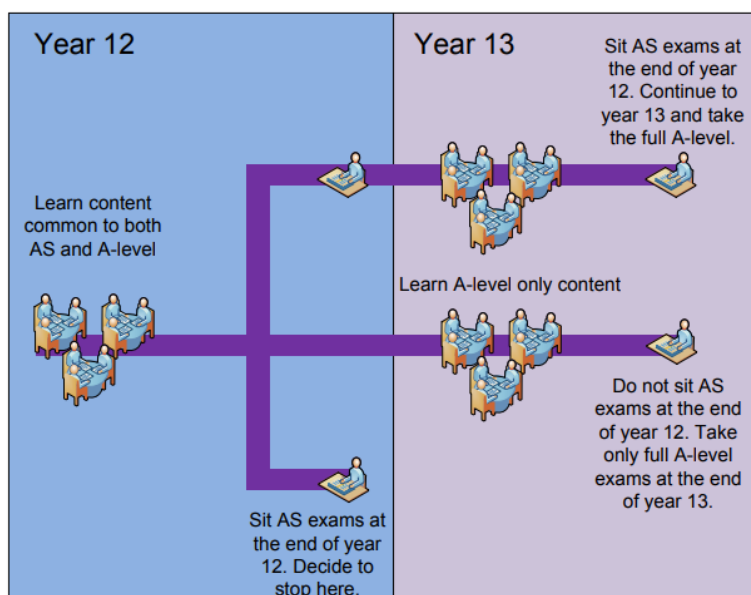 Year 12
Learn content
common to both
AS and A-level
Sit AS exams at
the end of year
12. Decide to
stop here.
Year 13
Sit AS exams at
the end of year
12. Continue to
year 13 and take
the full A-level.
Learn A-level only content
Do not sit AS
exams at the end
of year 12. Take
only full A-level
exams at the end
of year 13.